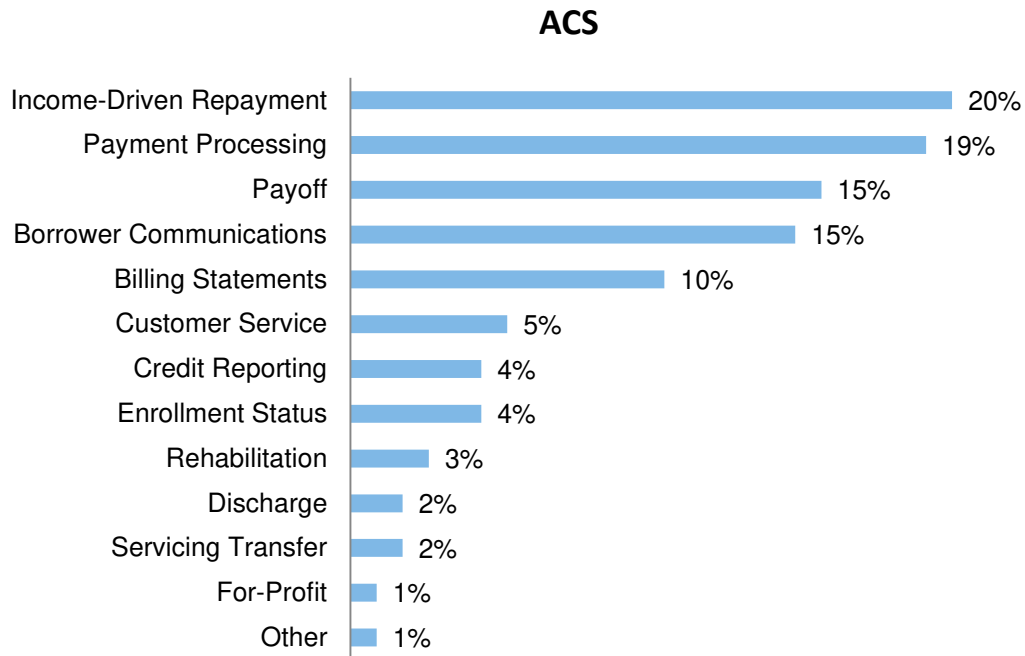 ACS
Income-Driven Repayment 20%
Payment Processing 19%
Payoff 15%
Borrower Communications 15%
Billing Statements 10%
Customer Service 5%
Credit Reporting 4%
Enrollment Status 4%
Rehabilitation 3%
Discharge 2%
Servicing Transfer 2%
For-Profit 1%
Other 1%